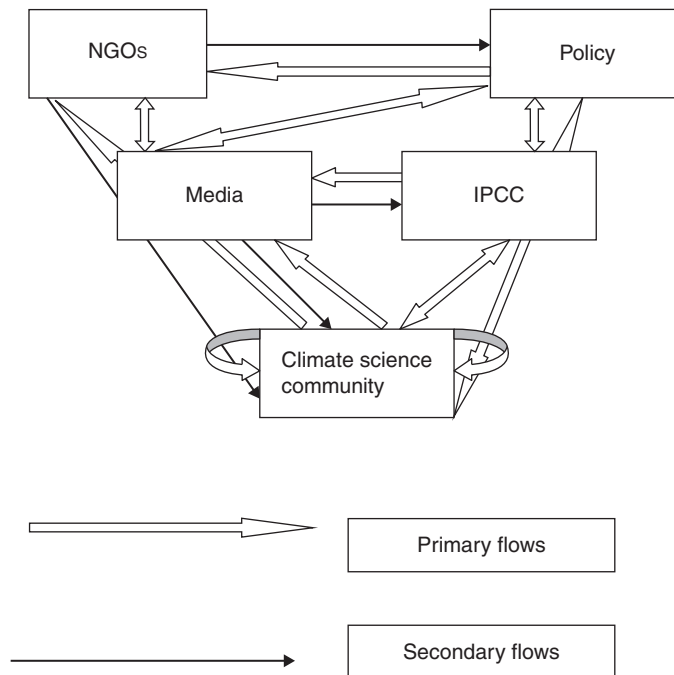 NGOs
Policy
Media
IPCC
Climate science
community
Primary flows
Secondary flows